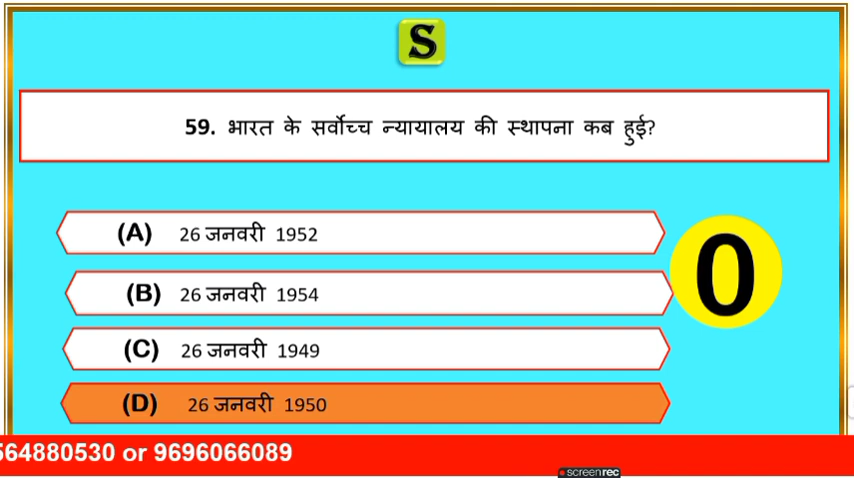 S
59. भारत के सर्वोच्च न्यायालय की स्थापना कब हुई?
(A) 26 जनवरी 1952
0
(B) 26 जनवरी 1954
(C) 26 जनवरी 1949
(D) 26 जनवरी 1950
564880530 or 9696066089
screenrec